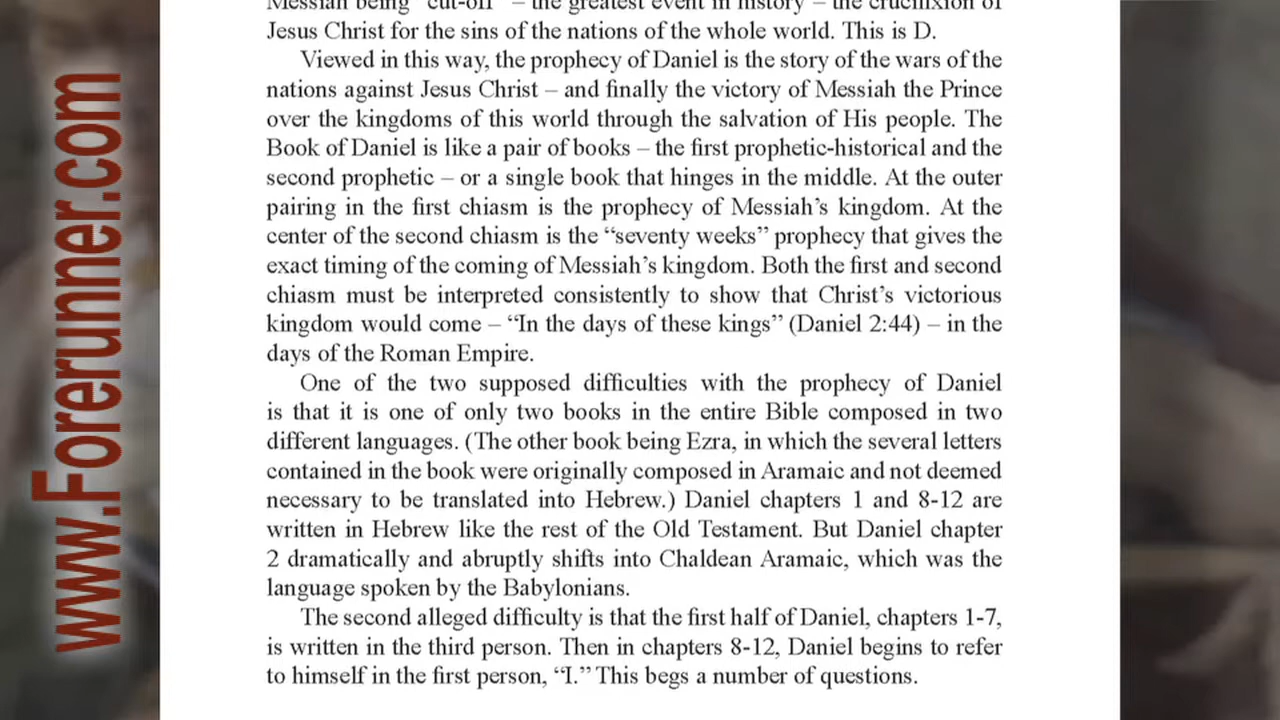 Messiah being "cut-off" – the greatest event in history – the crucifixion of
Jesus Christ for the sins of the nations of the whole world. This is D.
Viewed in this way, the prophecy of Daniel is the story of the wars of the
nations against Jesus Christ – and finally the victory of Messiah the Prince
over the kingdoms of this world through the salvation of His people. The
Book of Daniel is like a pair of books – the first prophetic-historical and the
second prophetic – or a single book that hinges in the middle. At the outer
pairing in the first chiasm is the prophecy of Messiah's kingdom. At the
center of the second chiasm is the “seventy weeks” prophecy that gives the
exact timing of the coming of Messiah's kingdom. Both the first and second
chiasm must be interpreted consistently to show that Christ's victorious
kingdom would come – “In the days of these kings” (Daniel 2:44) – in the
days of the Roman Empire.
One of the two supposed difficulties with the prophecy of Daniel
is that it is one of only two books in the entire Bible composed in two
different languages. (The other book being Ezra, in which the several letters
contained in the book were originally composed in Aramaic and not deemed
necessary to be translated into Hebrew.) Daniel chapters 1 and 8-12 are
written in Hebrew like the rest of the Old Testament. But Daniel chapter
2 dramatically and abruptly shifts into Chaldean Aramaic, which was the
language spoken by the Babylonians.
The second alleged difficulty is that the first half of Daniel, chapters 1-7,
is written in the third person. Then in chapters 8-12, Daniel begins to refer
to himself in the first person, “I.” This begs a number of questions.
www.Forerunner.com